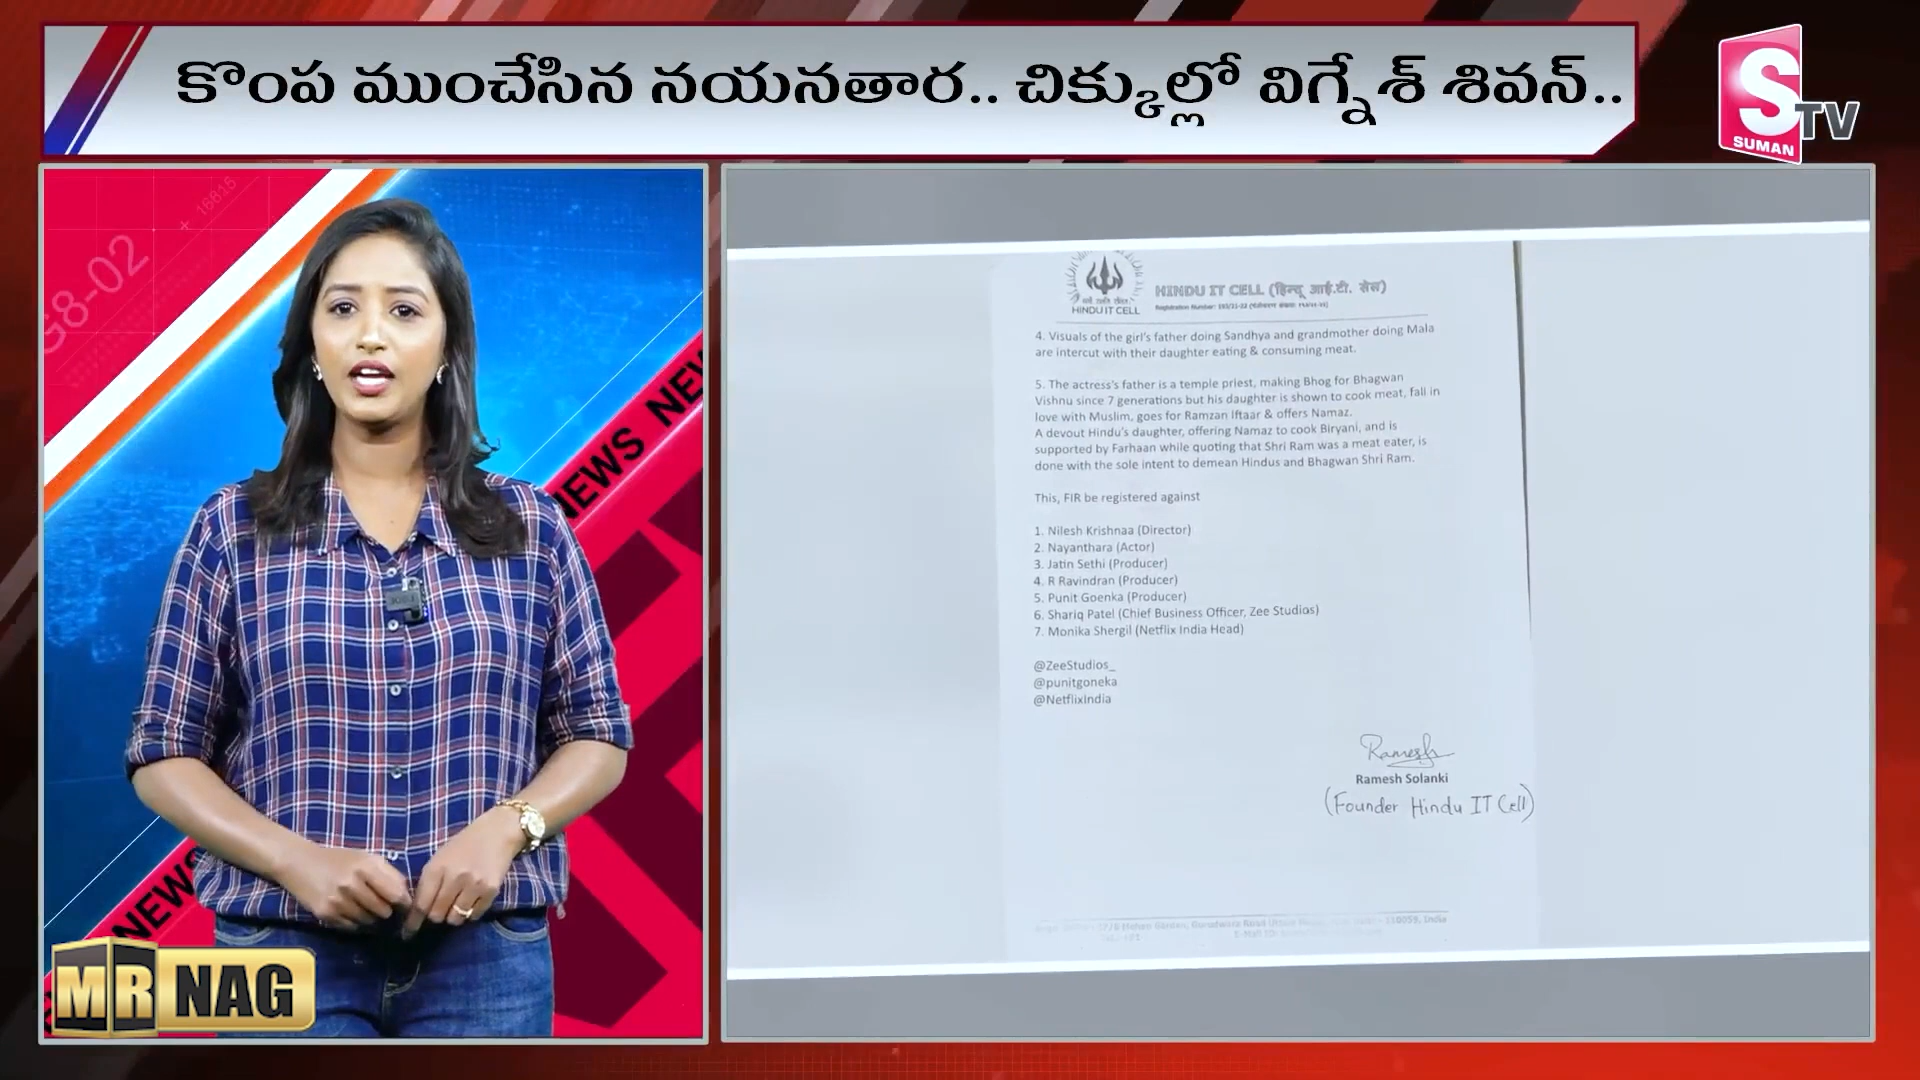 కొంప ముంచేసిన నయనతార.. చిక్కుల్లో విగ్నేశ్ శివన్..
S TV
SUMAN
18815
G8-02
NEWS NEW
NEWS
MR NAG
HINDU IT CELL
HINDU IT CELL (हिन्दू आई.टी. सेल)
4. Visuals of the girl's father doing Sandhya and grandmother doing Mala
are intercut with their daughter eating & consuming meat.
5. The actress's father is a temple priest, making Bhog for Bhagwan
Vishnu since 7 generations but his daughter is shown to cook meat, fall in
love with Muslim, goes for Ramzan Iftaar & offers Namaz.
A devout Hindu's daughter, offering Namaz to cook Biryani, and is
supported by Farhaan while quoting that Shri Ram was a meat eater, is
done with the sole intent to demean Hindus and Bhagwan Shri Ram.
This, FIR be registered against
1. Nilesh Krishnaa (Director)
2. Nayanthara (Actor)
3. Jatin Sethi (Producer)
4. R Ravindran (Producer)
5. Punit Goenka (Producer)
6. Shariq Patel (Chief Business Officer, Zee Studios)
7. Monika Shergil (Netflix India Head)
@ZeeStudios_
@punitgoneka
@NetflixIndia
Ramesh
Ramesh Solanki
(Founder Hindu IT Cell)
110059, India